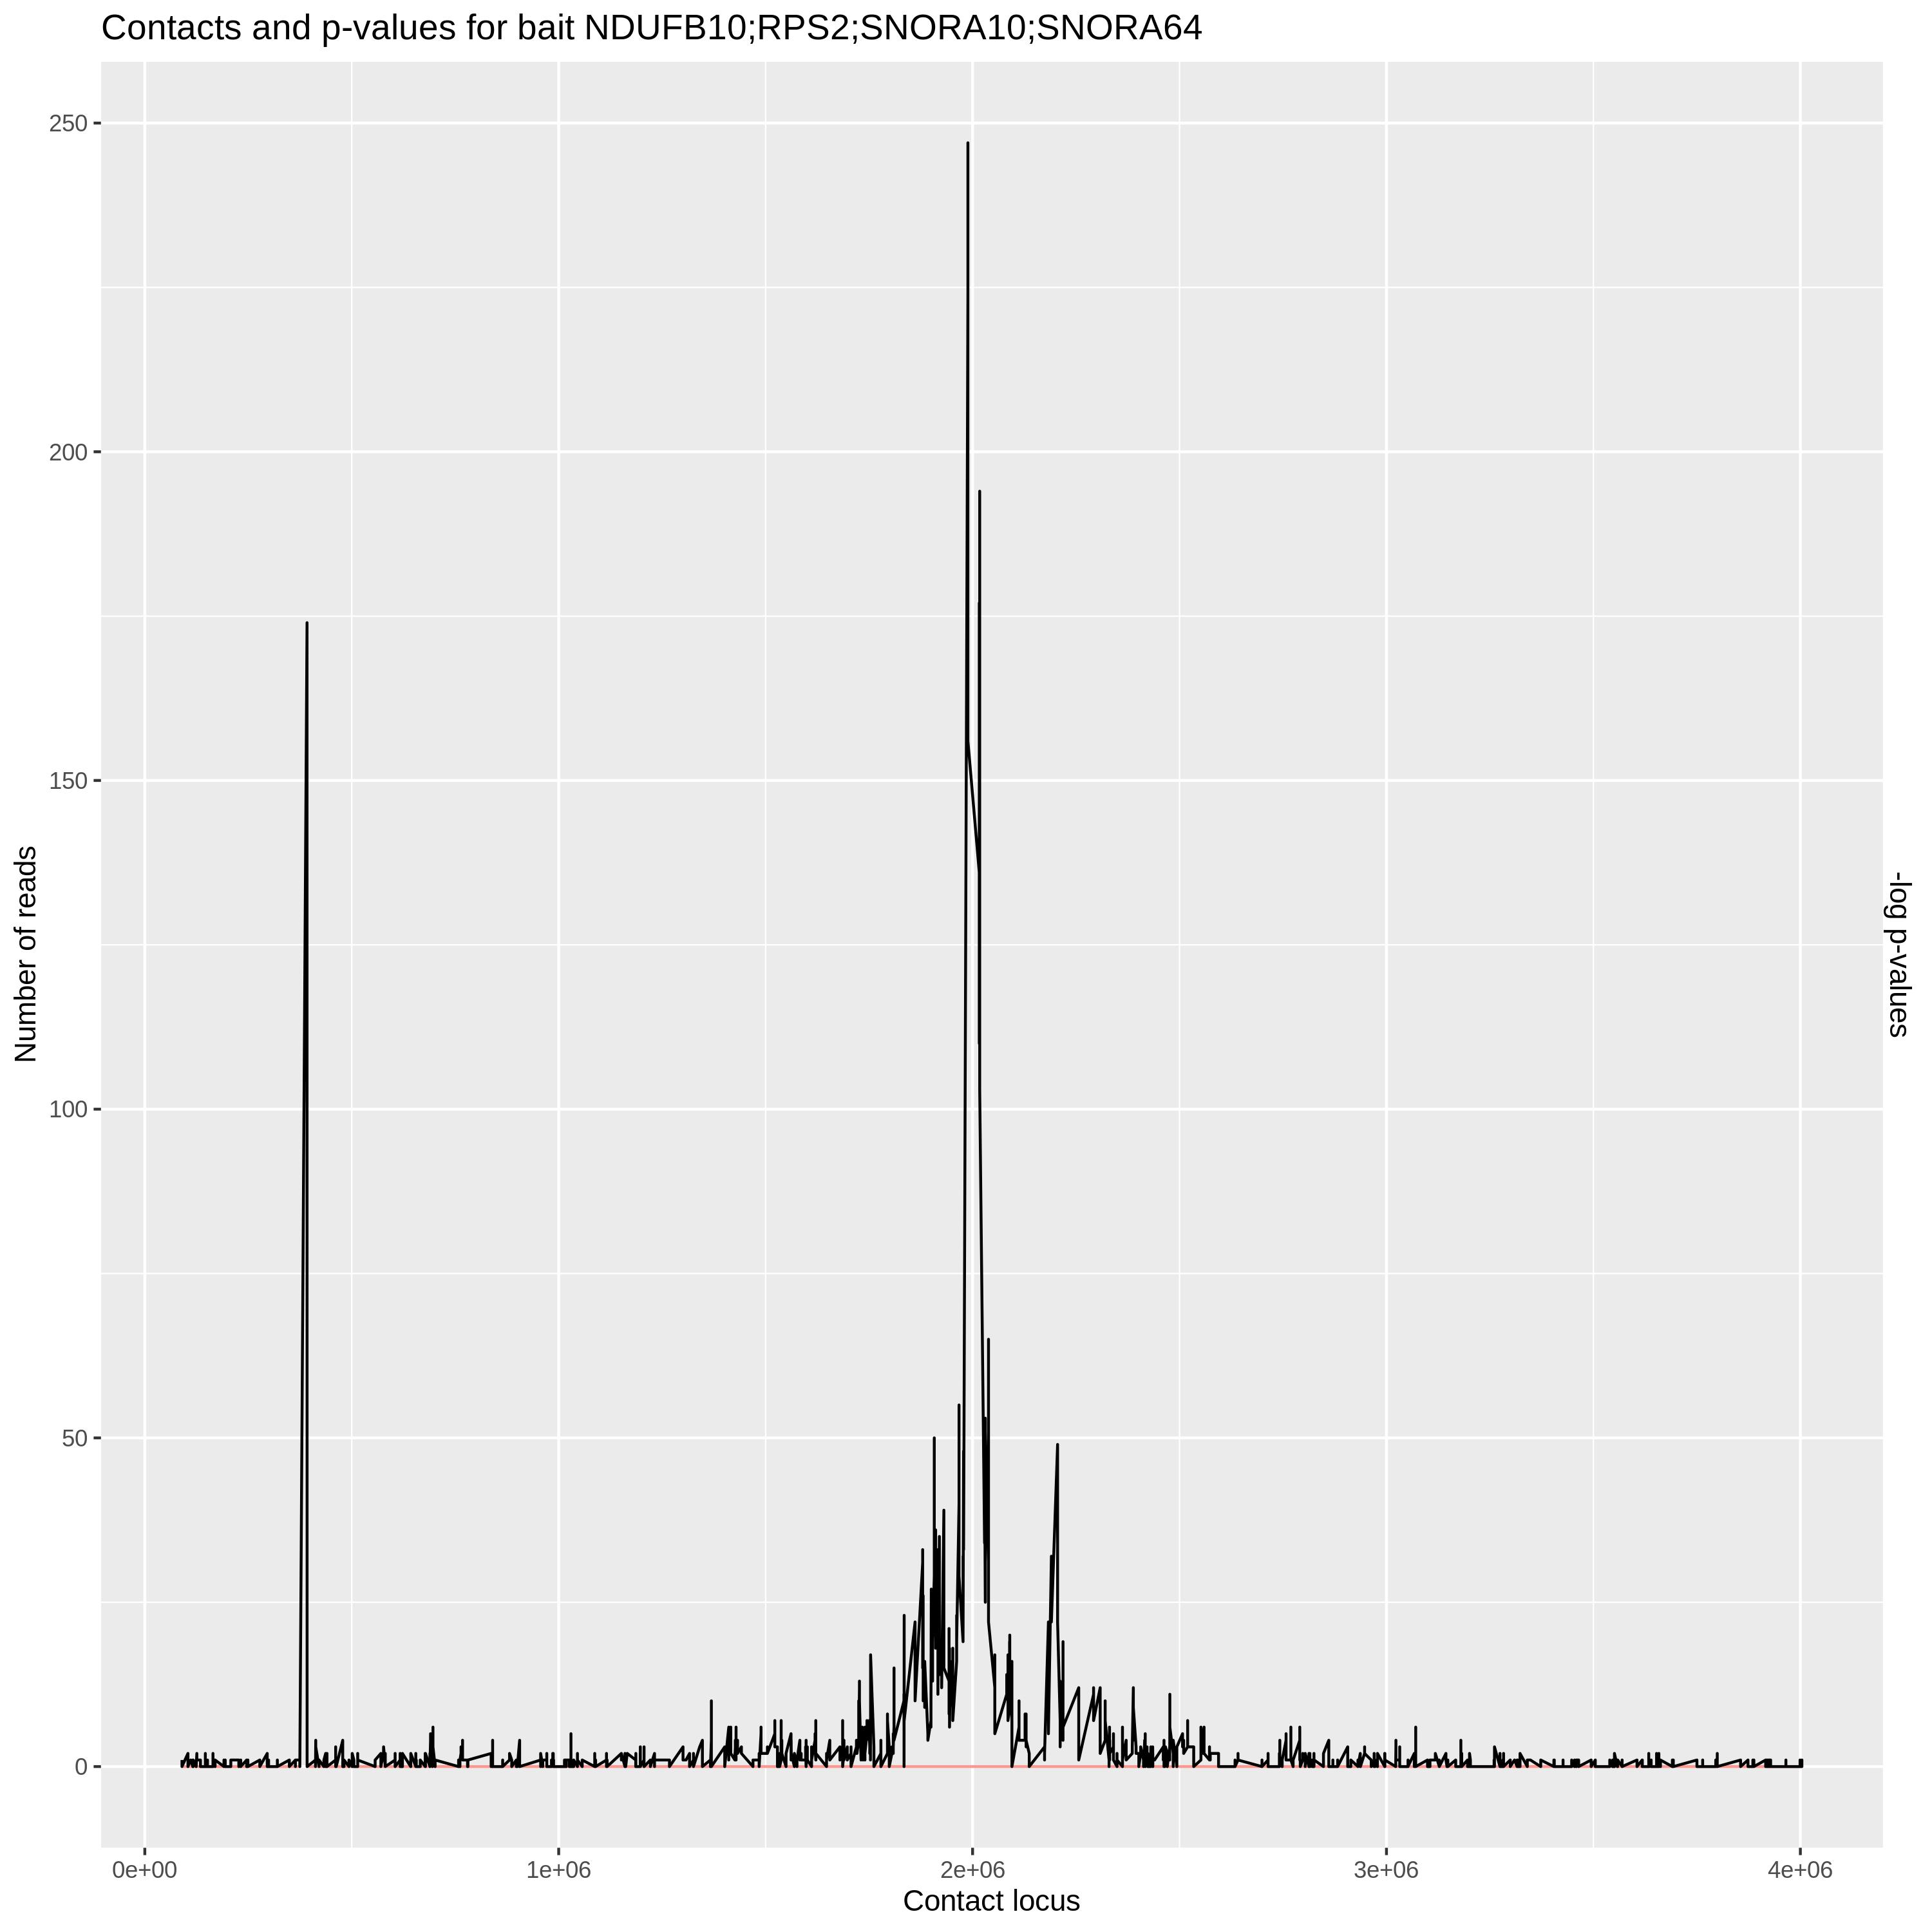 Contacts and p-values for bait NDUFB10;RPS2;SNORA10;SNORA64
250
200
150
100
50
0
Number of reads
-log p-values
0e+00 1e+06 2e+06 3e+06 4e+06
Contact locus